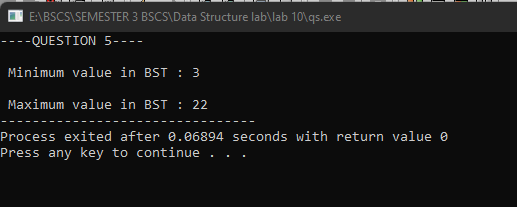 E:\BSCS\SEMESTER 3 BSCS\Data Structure lab\lab 10\qs.exe
----QUESTION 5----
Minimum value in BST : 3
Maximum value in BST : 22
--------------------------------
Process exited after 0.06894 seconds with return value 0
Press any key to continue . . .